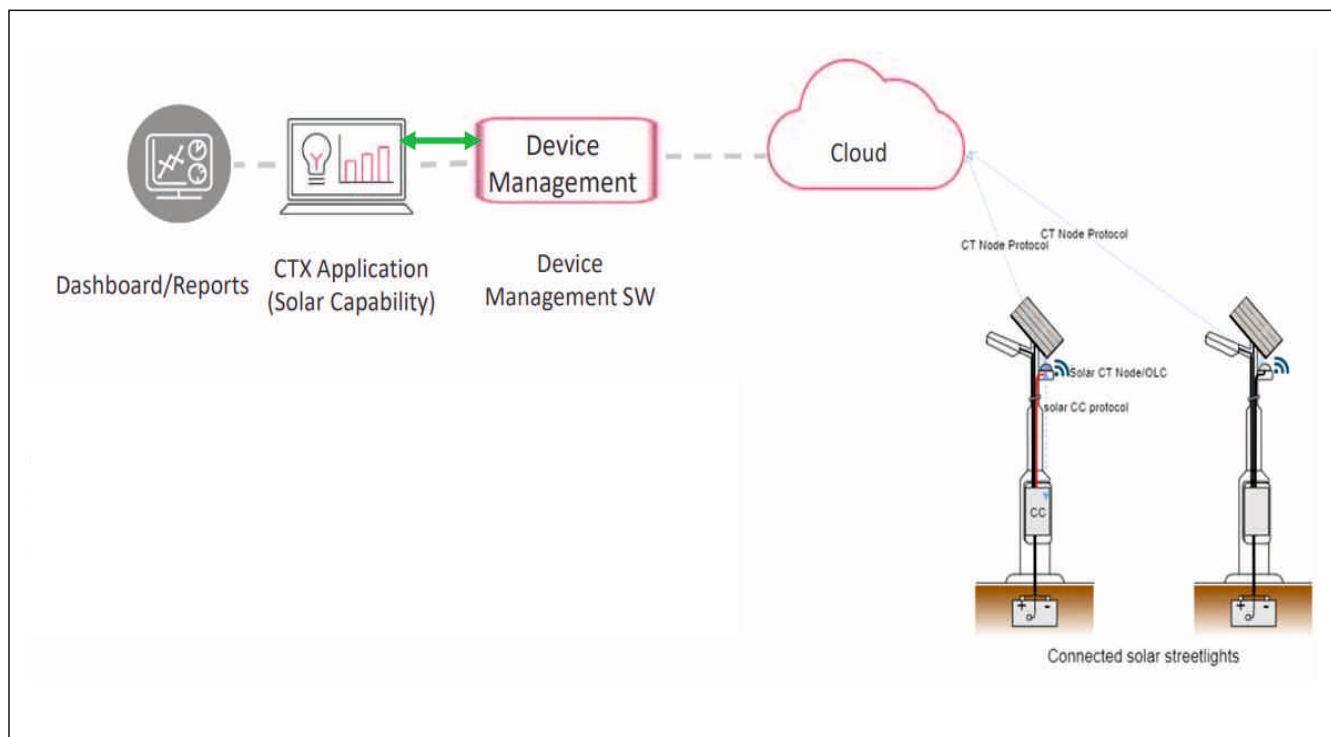 Device
Management
Cloud
Dashboard/Reports
CTX Application
(Solar Capability)
Device
Management SW
CT Node Protocol
CT Node Protocol
Solar CT Node/OLC
solar CC protocol
CC
+ -
+ -
Connected solar streetlights